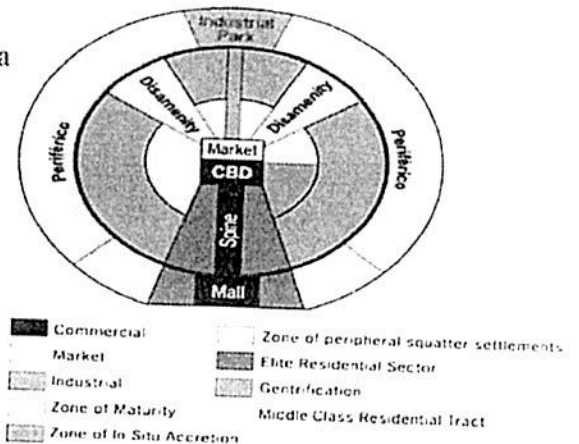 a
Industrial
Park
Disamenity
Disamenity
Periférico
Periférico
Market
CBD
Spine
Mall
Commercial
Market
Industrial
Zone of Maturity
Zone of In Situ Accretion
Zone of peripheral squatter settlements
Elite Residential Sector
Gentrification
Middle Class Residential Tract